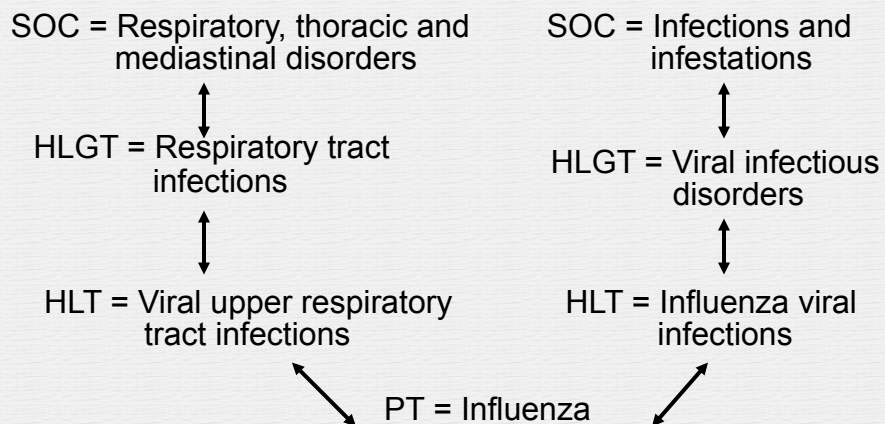 SOC = Respiratory, thoracic and
mediastinal disorders
HLGT = Respiratory tract
infections
HLT = Viral upper respiratory
tract infections
SOC = Infections and
infestations
HLGT = Viral infectious
disorders
HLT = Influenza viral
infections
PT = Influenza